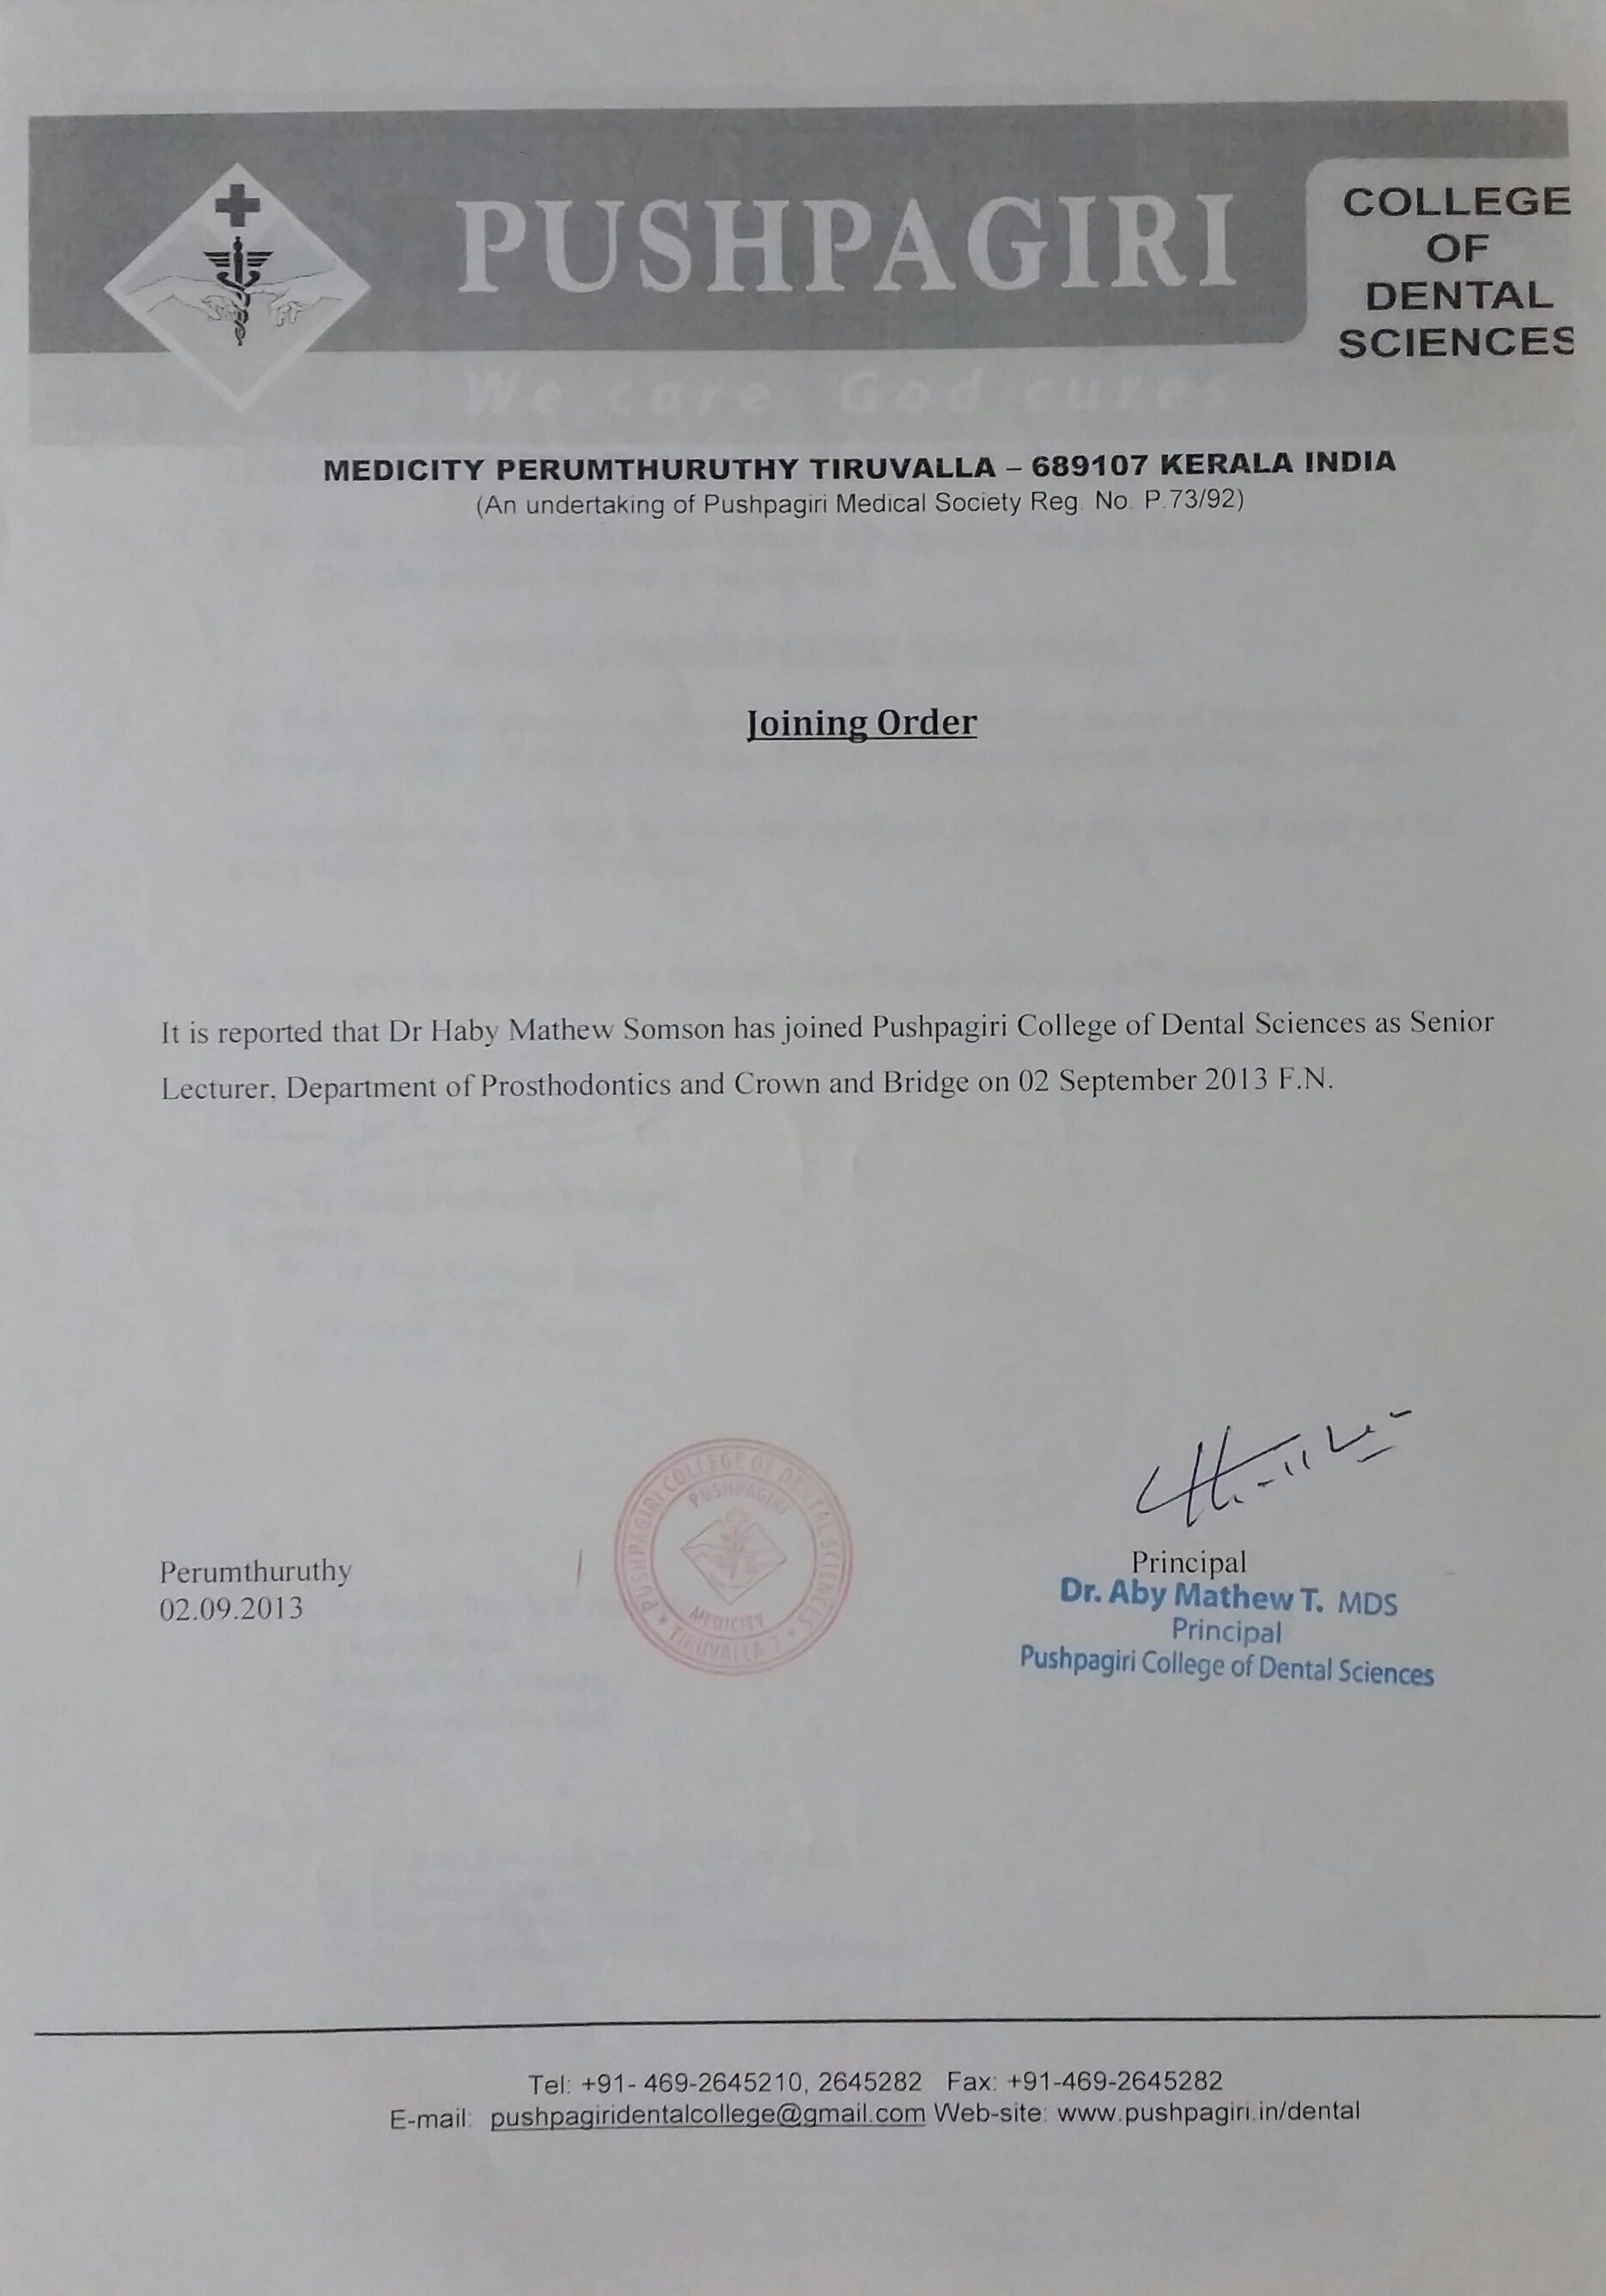 PUSHPAGIRI
COLLEGE
OF
DENTAL
SCIENCES
We care God cures
MEDICITY PERUMTHURUTHY TIRUVALLA – 689107 KERALA INDIA
(An undertaking of Pushpagiri Medical Society Reg. No. P.73/92)
Joining Order
It is reported that Dr Haby Mathew Somson has joined Pushpagiri College of Dental Sciences as Senior
Lecturer, Department of Prosthodontics and Crown and Bridge on 02 September 2013 F.N.
PUSHPAGIRI COLLEGE OF DENTAL SCIENCES
PUSHPAGIRI
MEDICITY
* TIRUVALLA 7 *
Perumthuruthy
02.09.2013
Principal
Dr. Aby Mathew T. MDS
Principal
Pushpagiri College of Dental Sciences
Tel: +91- 469-2645210, 2645282 Fax: +91-469-2645282
E-mail: pushpagiridentalcollege@gmail.com Web-site: www.pushpagiri.in/dental